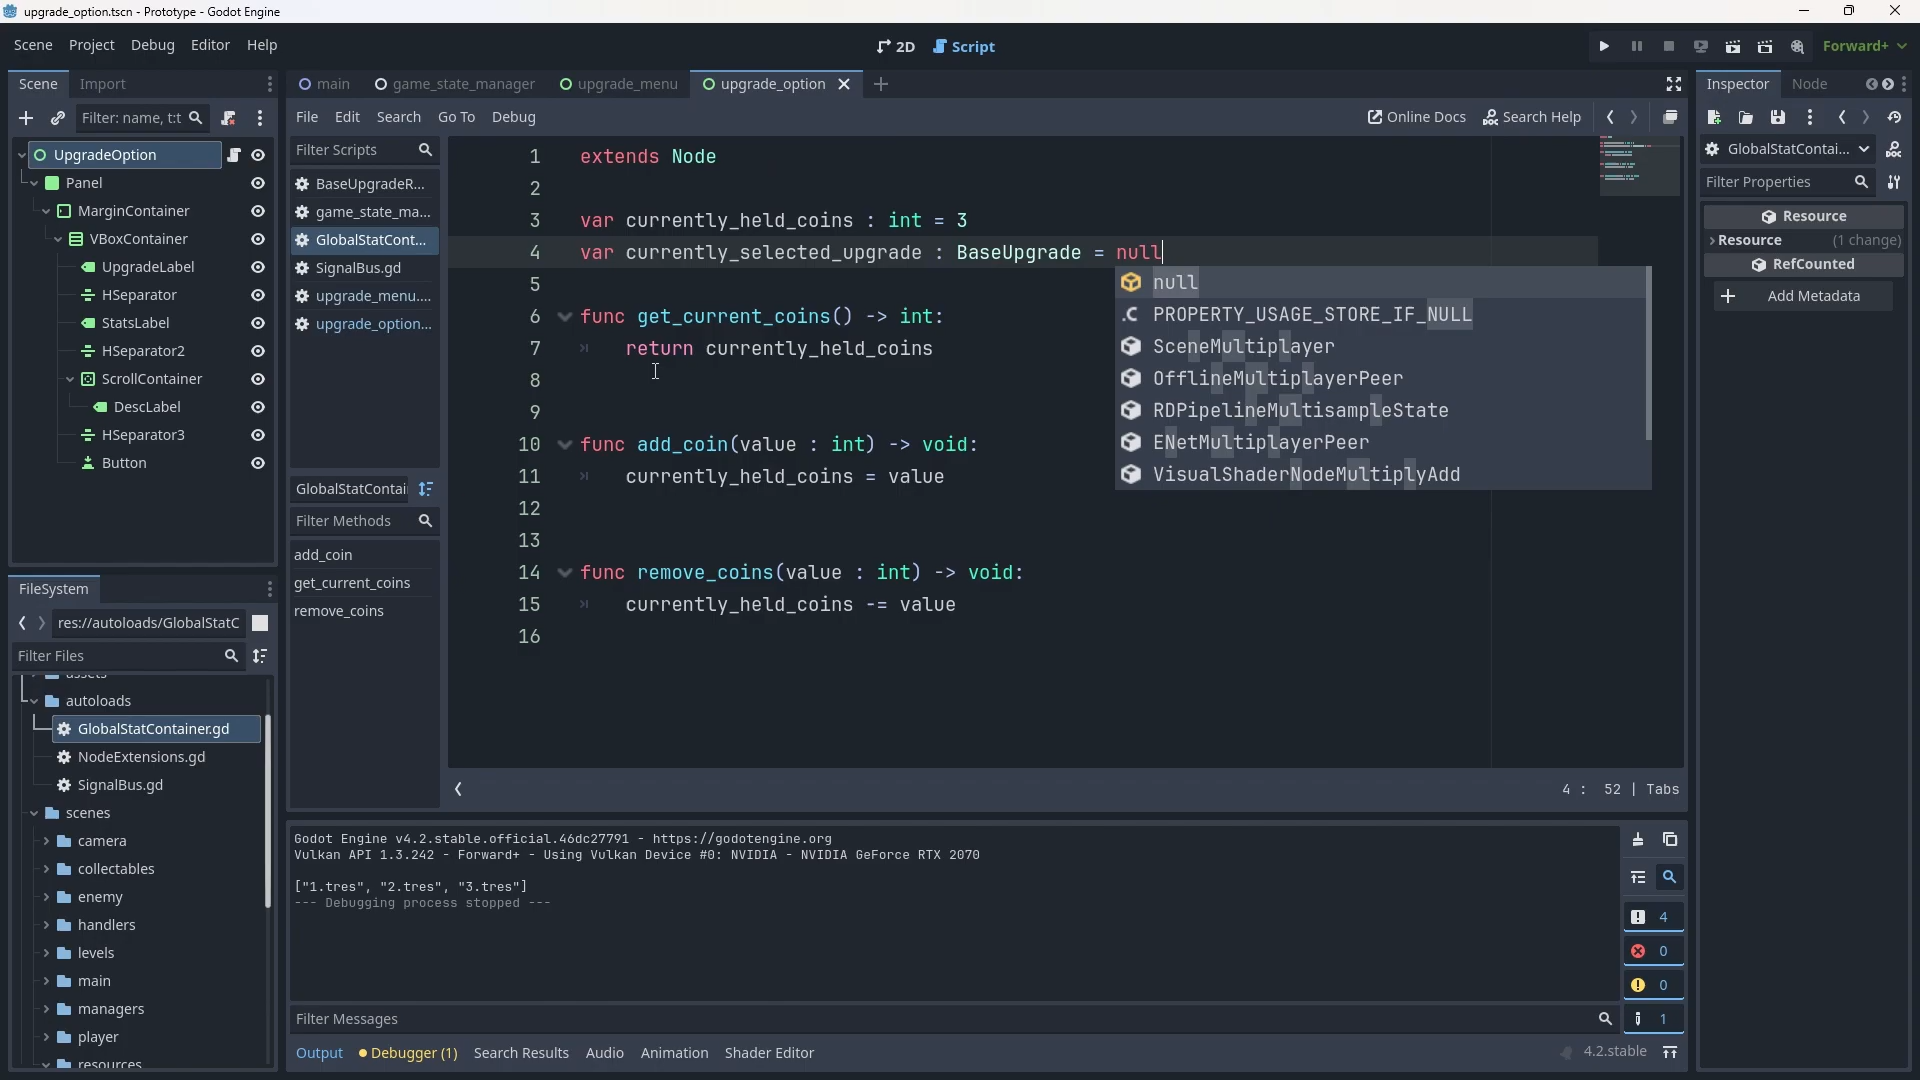 upgrade_option.tscn - Prototype - Godot Engine
Scene Project Debug Editor Help
2D Script
Forward+
Scene Import
Filter: name, t:t
UpgradeOption
Panel
MarginContainer
VBoxContainer
UpgradeLabel
HSeparator
StatsLabel
HSeparator2
ScrollContainer
DescLabel
HSeparator3
Button
FileSystem
res://autoloads/GlobalStatC
Filter Files
assets
autoloads
GlobalStatContainer.gd
NodeExtensions.gd
SignalBus.gd
scenes
camera
collectables
enemy
handlers
levels
main
managers
player
resources
main game_state_manager upgrade_menu upgrade_option
File Edit Search Go To Debug
Online Docs Search Help
Filter Scripts
BaseUpgradeR...
game_state_ma...
GlobalStatCont...
SignalBus.gd
upgrade_menu....
upgrade_option...
GlobalStatContai
Filter Methods
add_coin
get_current_coins
remove_coins
1 extends Node
2
3 var currently_held_coins : int = 3
4 var currently_selected_upgrade : BaseUpgrade = null
5
6 func get_current_coins() -> int:
7 return currently_held_coins
8
9
10 func add_coin(value : int) -> void:
11 currently_held_coins = value
12
13
14 func remove_coins(value : int) -> void:
15 currently_held_coins -= value
16
null
PROPERTY_USAGE_STORE_IF_NULL
SceneMultiplayer
OfflineMultiplayerPeer
RDPipelineMultisampleState
ENetMultiplayerPeer
VisualShaderNodeMultiplyAdd
4 : 52 | Tabs
Godot Engine v4.2.stable.official.46dc27791 - https://godotengine.org
Vulkan API 1.3.242 - Forward+ - Using Vulkan Device #0: NVIDIA - NVIDIA GeForce RTX 2070
["1.tres", "2.tres", "3.tres"]
--- Debugging process stopped ---
4
0
0
1
Filter Messages
Output Debugger (1) Search Results Audio Animation Shader Editor
4.2.stable
Inspector Node
GlobalStatContai...
Filter Properties
Resource
Resource (1 change)
RefCounted
Add Metadata